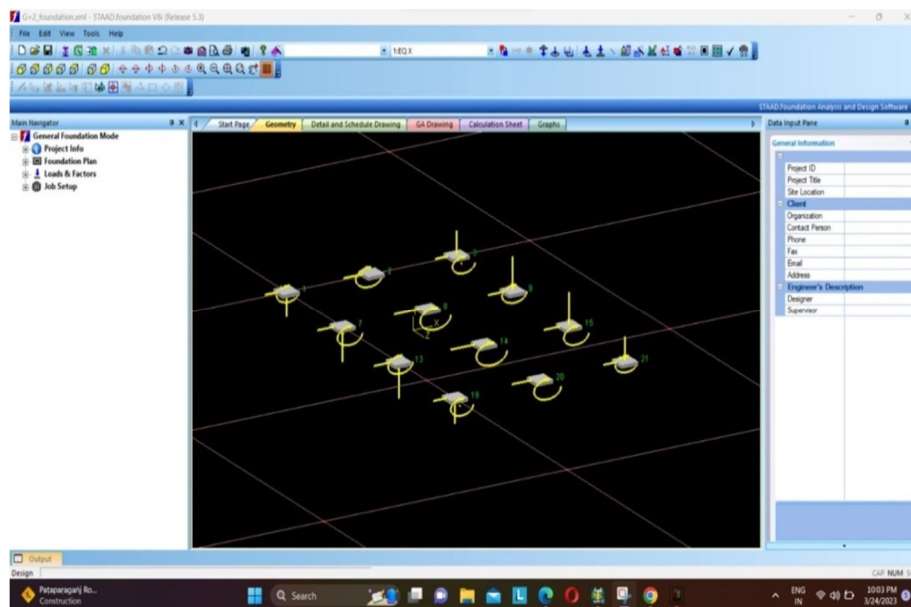 G+2_foundation.xml - STAAD.foundation V8i (Release 5.3)
File Edit View Tools Help
1:EQ X
STAAD.Foundation Analysis and Design Software
Main Navigator
Start Page Geometry Detail and Schedule Drawing GA Drawing Calculation Sheet Graphs
Data Input Pane
General Foundation Mode
Project Info
Foundation Plan
Loads & Factors
Job Setup
General Information
Project ID
Project Title
Site Location
Client
Organization
Contact Person
Phone
Fax
Email
Address
Engineer's Description
Designer
Supervisor
1
2
3
7
8
9
13
14
15
19
20
21
X
Z
Output
Design
CAP NUM
Pataparaganj Ro...
Construction
Search
ENG
IN
10:03 PM
3/24/2023